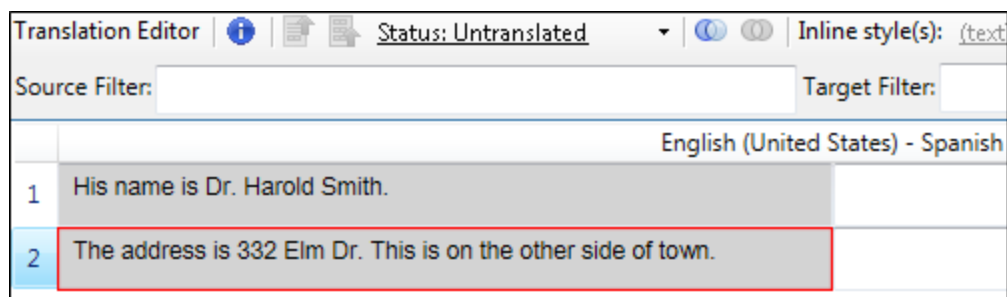 Translation Editor Status: Untranslated Inline style(s): (text
Source Filter: Target Filter:
English (United States) - Spanish
1 His name is Dr. Harold Smith.
2 The address is 332 Elm Dr. This is on the other side of town.